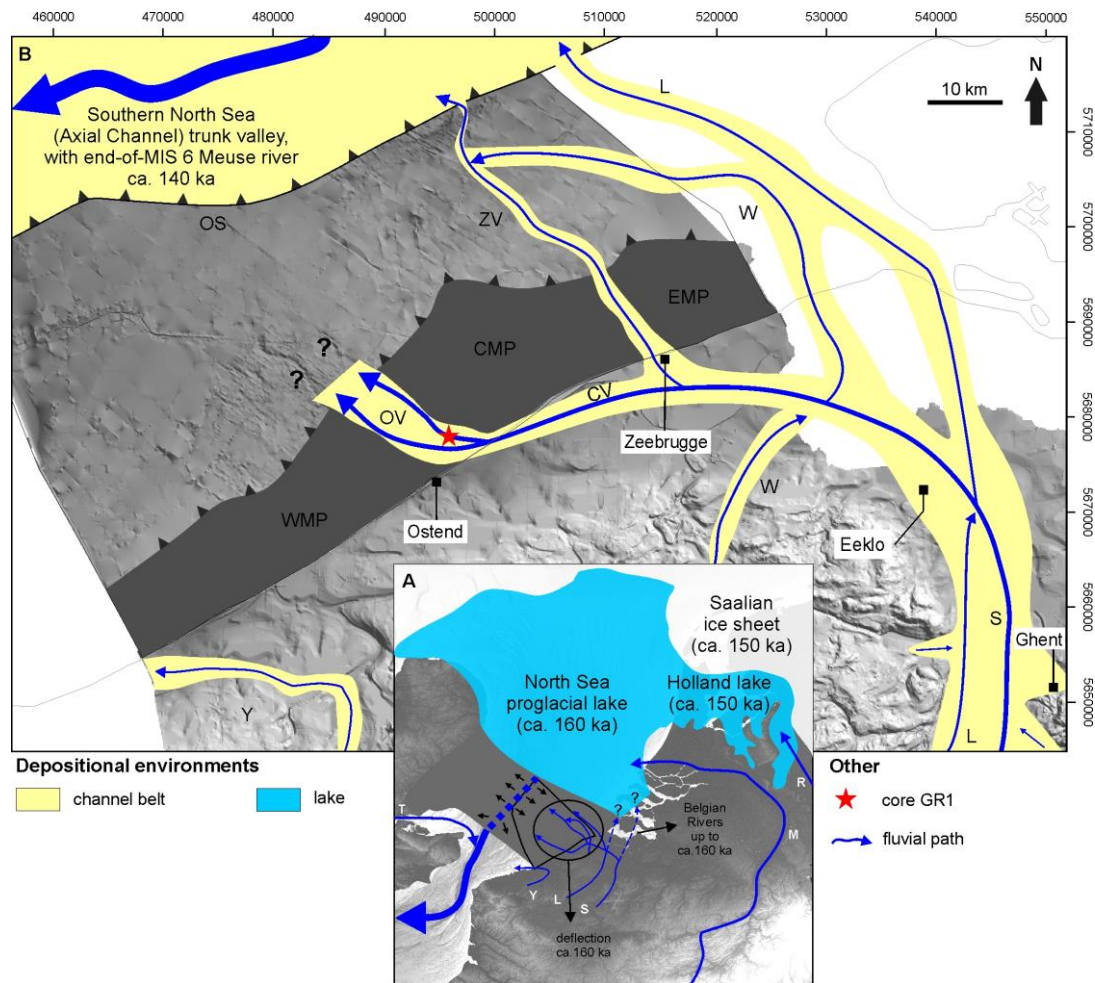 460000 470000 480000 490000 500000 510000 520000 530000 540000 550000
B
N
10 km
L
Southern North Sea
(Axial Channel) trunk valley,
with end-of-MIS 6 Meuse river
ca. 140 ka
5710000
OS
ZV
W
5700000
EMP
5690000
CMP
?
?
OV
CV
5680000
Zeebrugge
W
WMP
Ostend
Eeklo
5670000
5660000
S
Ghent
Y
L
5650000
A
Saalian
ice sheet
(ca. 150 ka)
North Sea
proglacial lake
(ca. 160 ka)
Holland lake
(ca. 150 ka)
R
T
?
?
Belgian
Rivers
up to
ca.160 ka
M
Y
L
S
deflection
ca.160 ka
Depositional environments
channel belt
lake
Other
core GR1
fluvial path